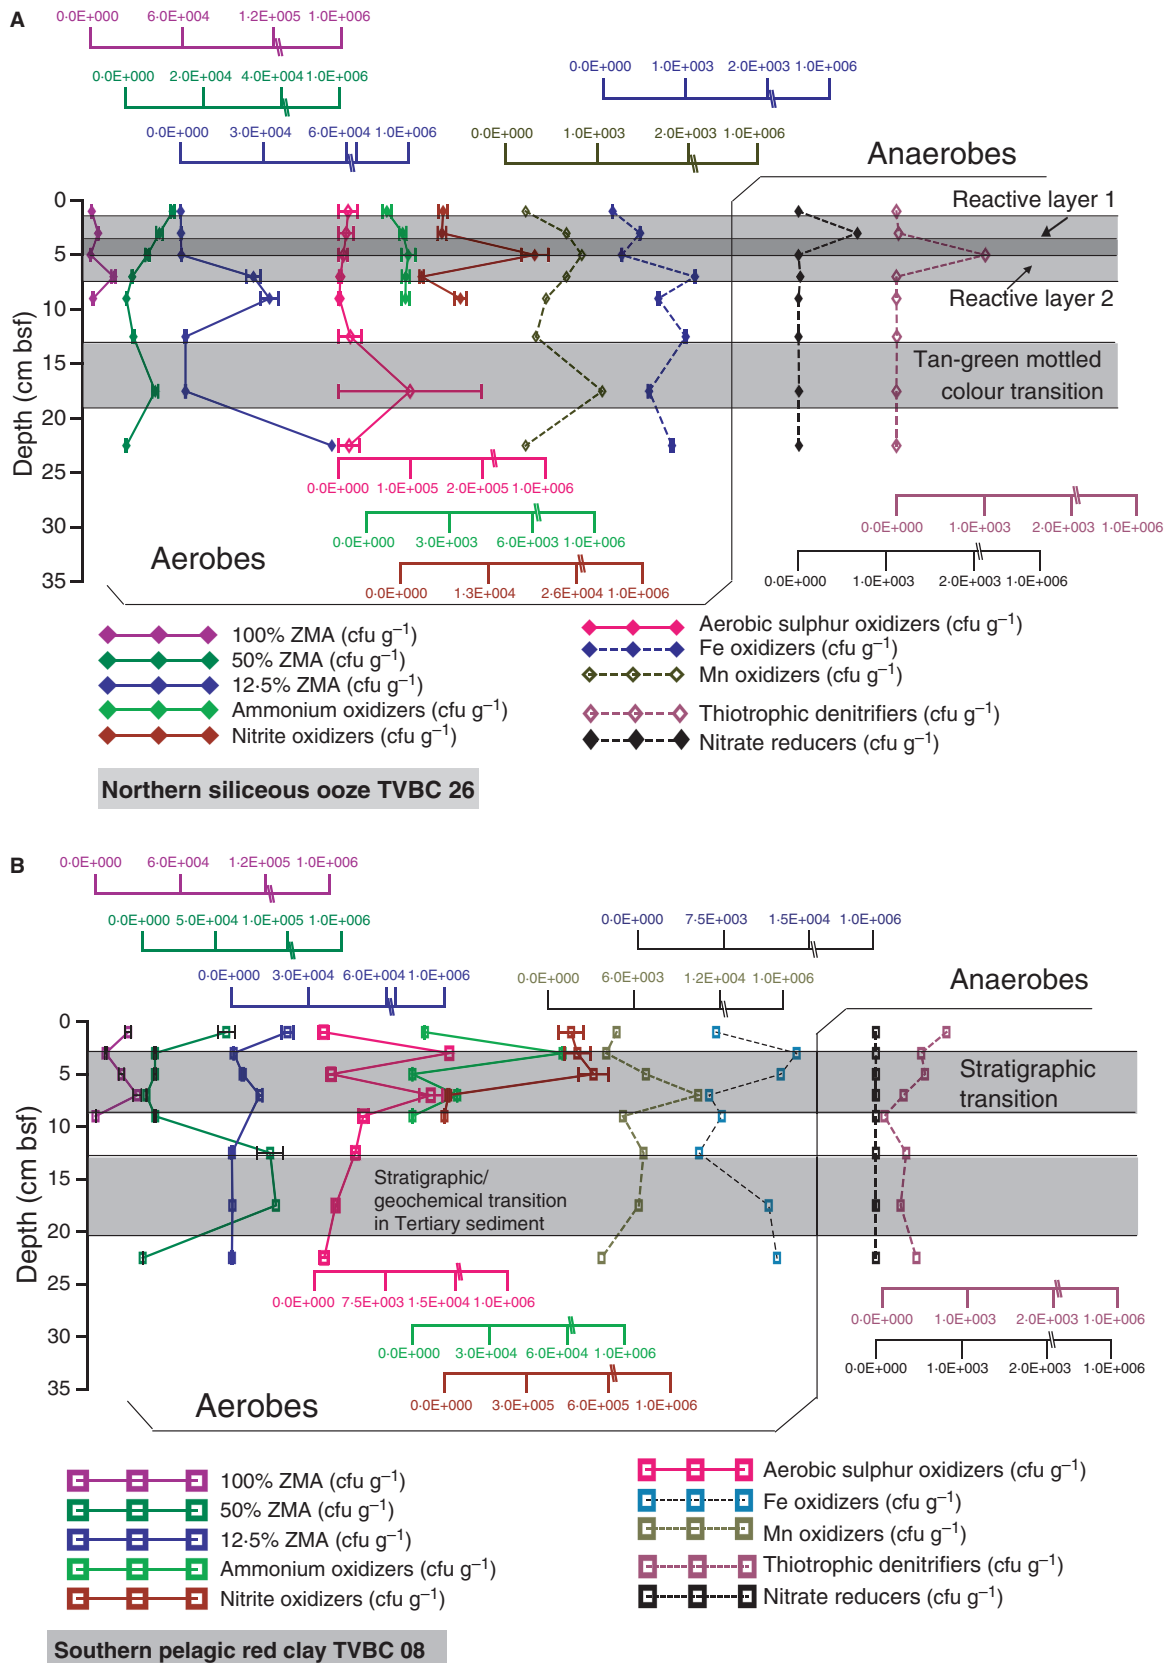 A
0·0E+000 6·0E+004 1·2E+005 1·0E+006
0·0E+000 2·0E+004 4·0E+004 1·0E+006
0·0E+000 1·0E+003 2·0E+003 1·0E+006
0·0E+000 3·0E+004 6·0E+004 1·0E+006
0·0E+000 1·0E+003 2·0E+003 1·0E+006
Anaerobes
0
5
10
15
20
25
30
35
Depth (cm bsf)
Reactive layer 1
Reactive layer 2
Tan-green mottled
colour transition
0·0E+000 1·0E+005 2·0E+005 1·0E+006
0·0E+000 1·0E+003 2·0E+003 1·0E+006
0·0E+000 3·0E+003 6·0E+003 1·0E+006
Aerobes
0·0E+000 1·3E+004 2·6E+004 1·0E+006
0·0E+000 1·0E+003 2·0E+003 1·0E+006
100% ZMA (cfu g–1)
50% ZMA (cfu g–1)
12·5% ZMA (cfu g–1)
Ammonium oxidizers (cfu g–1)
Nitrite oxidizers (cfu g–1)
Aerobic sulphur oxidizers (cfu g–1)
Fe oxidizers (cfu g–1)
Mn oxidizers (cfu g–1)
Thiotrophic denitrifiers (cfu g–1)
Nitrate reducers (cfu g–1)
Northern siliceous ooze TVBC 26
B
0·0E+000 6·0E+004 1·2E+005 1·0E+006
0·0E+000 5·0E+004 1·0E+005 1·0E+006
0·0E+000 7·5E+003 1·5E+004 1·0E+006
0·0E+000 3·0E+004 6·0E+004 1·0E+006
0·0E+000 6·0E+003 1·2E+004 1·0E+006
Anaerobes
0
5
10
15
20
25
30
35
Depth (cm bsf)
Stratigraphic
transition
Stratigraphic/
geochemical transition
in Tertiary sediment
0·0E+000 7·5E+003 1·5E+004 1·0E+006
0·0E+000 1·0E+003 2·0E+003 1·0E+006
0·0E+000 3·0E+004 6·0E+004 1·0E+006
0·0E+000 1·0E+003 2·0E+003 1·0E+006
Aerobes
0·0E+000 3·0E+005 6·0E+005 1·0E+006
100% ZMA (cfu g–1)
50% ZMA (cfu g–1)
12·5% ZMA (cfu g–1)
Ammonium oxidizers (cfu g–1)
Nitrite oxidizers (cfu g–1)
Aerobic sulphur oxidizers (cfu g–1)
Fe oxidizers (cfu g–1)
Mn oxidizers (cfu g–1)
Thiotrophic denitrifiers (cfu g–1)
Nitrate reducers (cfu g–1)
Southern pelagic red clay TVBC 08